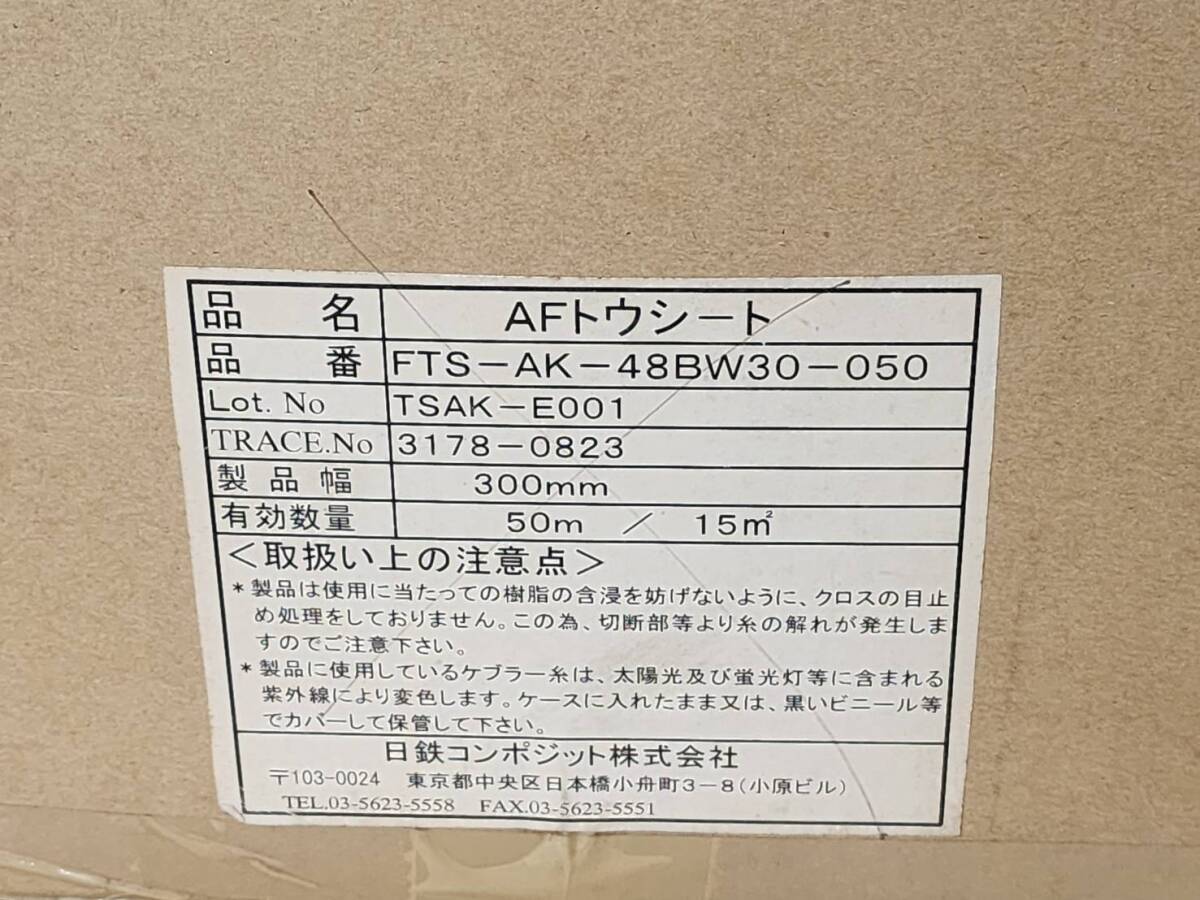 品名 AFトウシート
品番 FTS-AK-48BW30-050
Lot. No TSAK-E001
TRACE.No 3178-0823
製品幅 300mm
有効数量 50m / 15㎡
<取扱い上の注意点>
*製品は使用に当たっての樹脂の含浸を妨げないように、クロスの目止
め処理をしておりません。この為、切断部等より糸の解れが発生しま
すのでご注意下さい。
*製品に使用しているケブラー糸は、太陽光及び蛍光灯等に含まれる
紫外線により変色します。ケースに入れたまま又は、黒いビニール等
でカバーして保管して下さい。
日鉄コンポジット株式会社
〒103-0024 東京都中央区日本橋小舟町3-8(小原ビル)
TEL.03-5623-5558 FAX.03-5623-5551